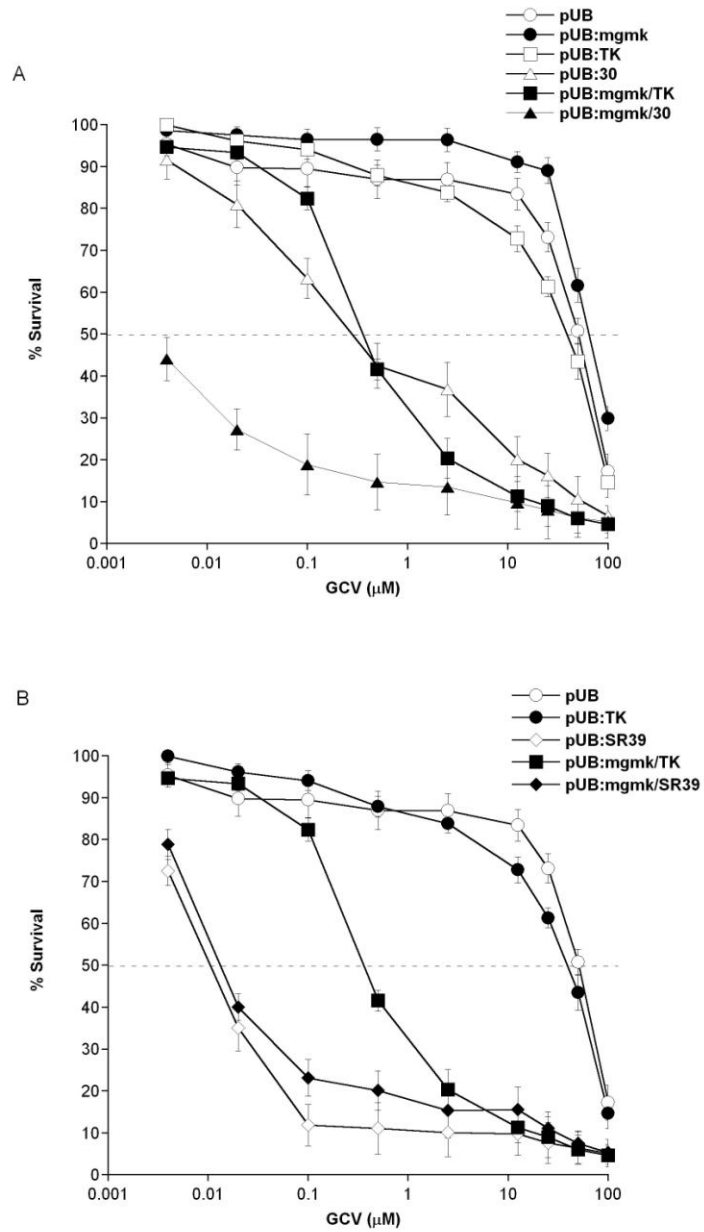 pUB
pUB:mgmk
pUB:TK
pUB:30
pUB:mgmk/TK
pUB:mgmk/30
A
100
90
80
70
60
50
40
30
20
10
0
% Survival
0.001
0.01
0.1
1
10
100
GCV (µM)
B
pUB
pUB:TK
pUB:SR39
pUB:mgmk/TK
pUB:mgmk/SR39
100
90
80
70
60
50
40
30
20
10
0
% Survival
0.001
0.01
0.1
1
10
100
GCV (µM)